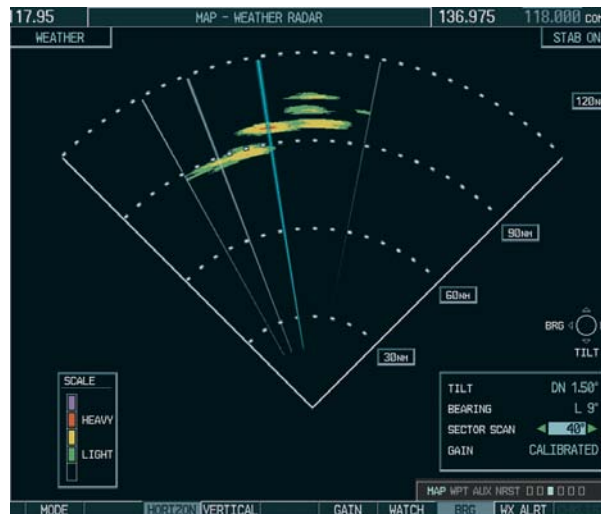 117.95 MAP - WEATHER RADAR 136.975 118.000 COM
WEATHER
STAB ON
120N
90NM
60NM
30NM
BRG
TILT
SCALE
HEAVY
LIGHT
TILT DN 1.50°
BEARING L 9°
SECTOR SCAN 40°
GAIN CALIBRATED
MAP WPT AUX NRST
MODE HORIZON VERTICAL GAIN WATCH BRG WX ALRT